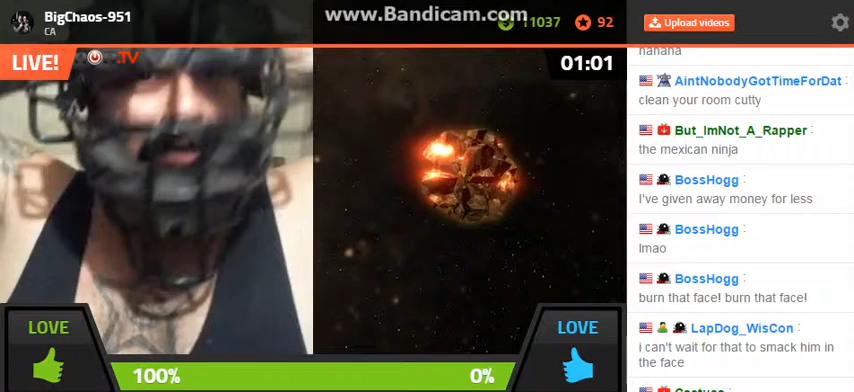 BigChaos-951
CA
www.Bandicam.com
11037
92
Upload videos
LIVE!
.TV
01:01
hahaha
AintNobodyGotTimeForDat :
clean your room cutty
But_ImNot_A_Rapper :
the mexican ninja
BossHogg :
I've given away money for less
BossHogg :
lmao
BossHogg :
burn that face! burn that face!
LapDog_WisCon :
i can't wait for that to smack him in
the face
LOVE
LOVE
100%
0%